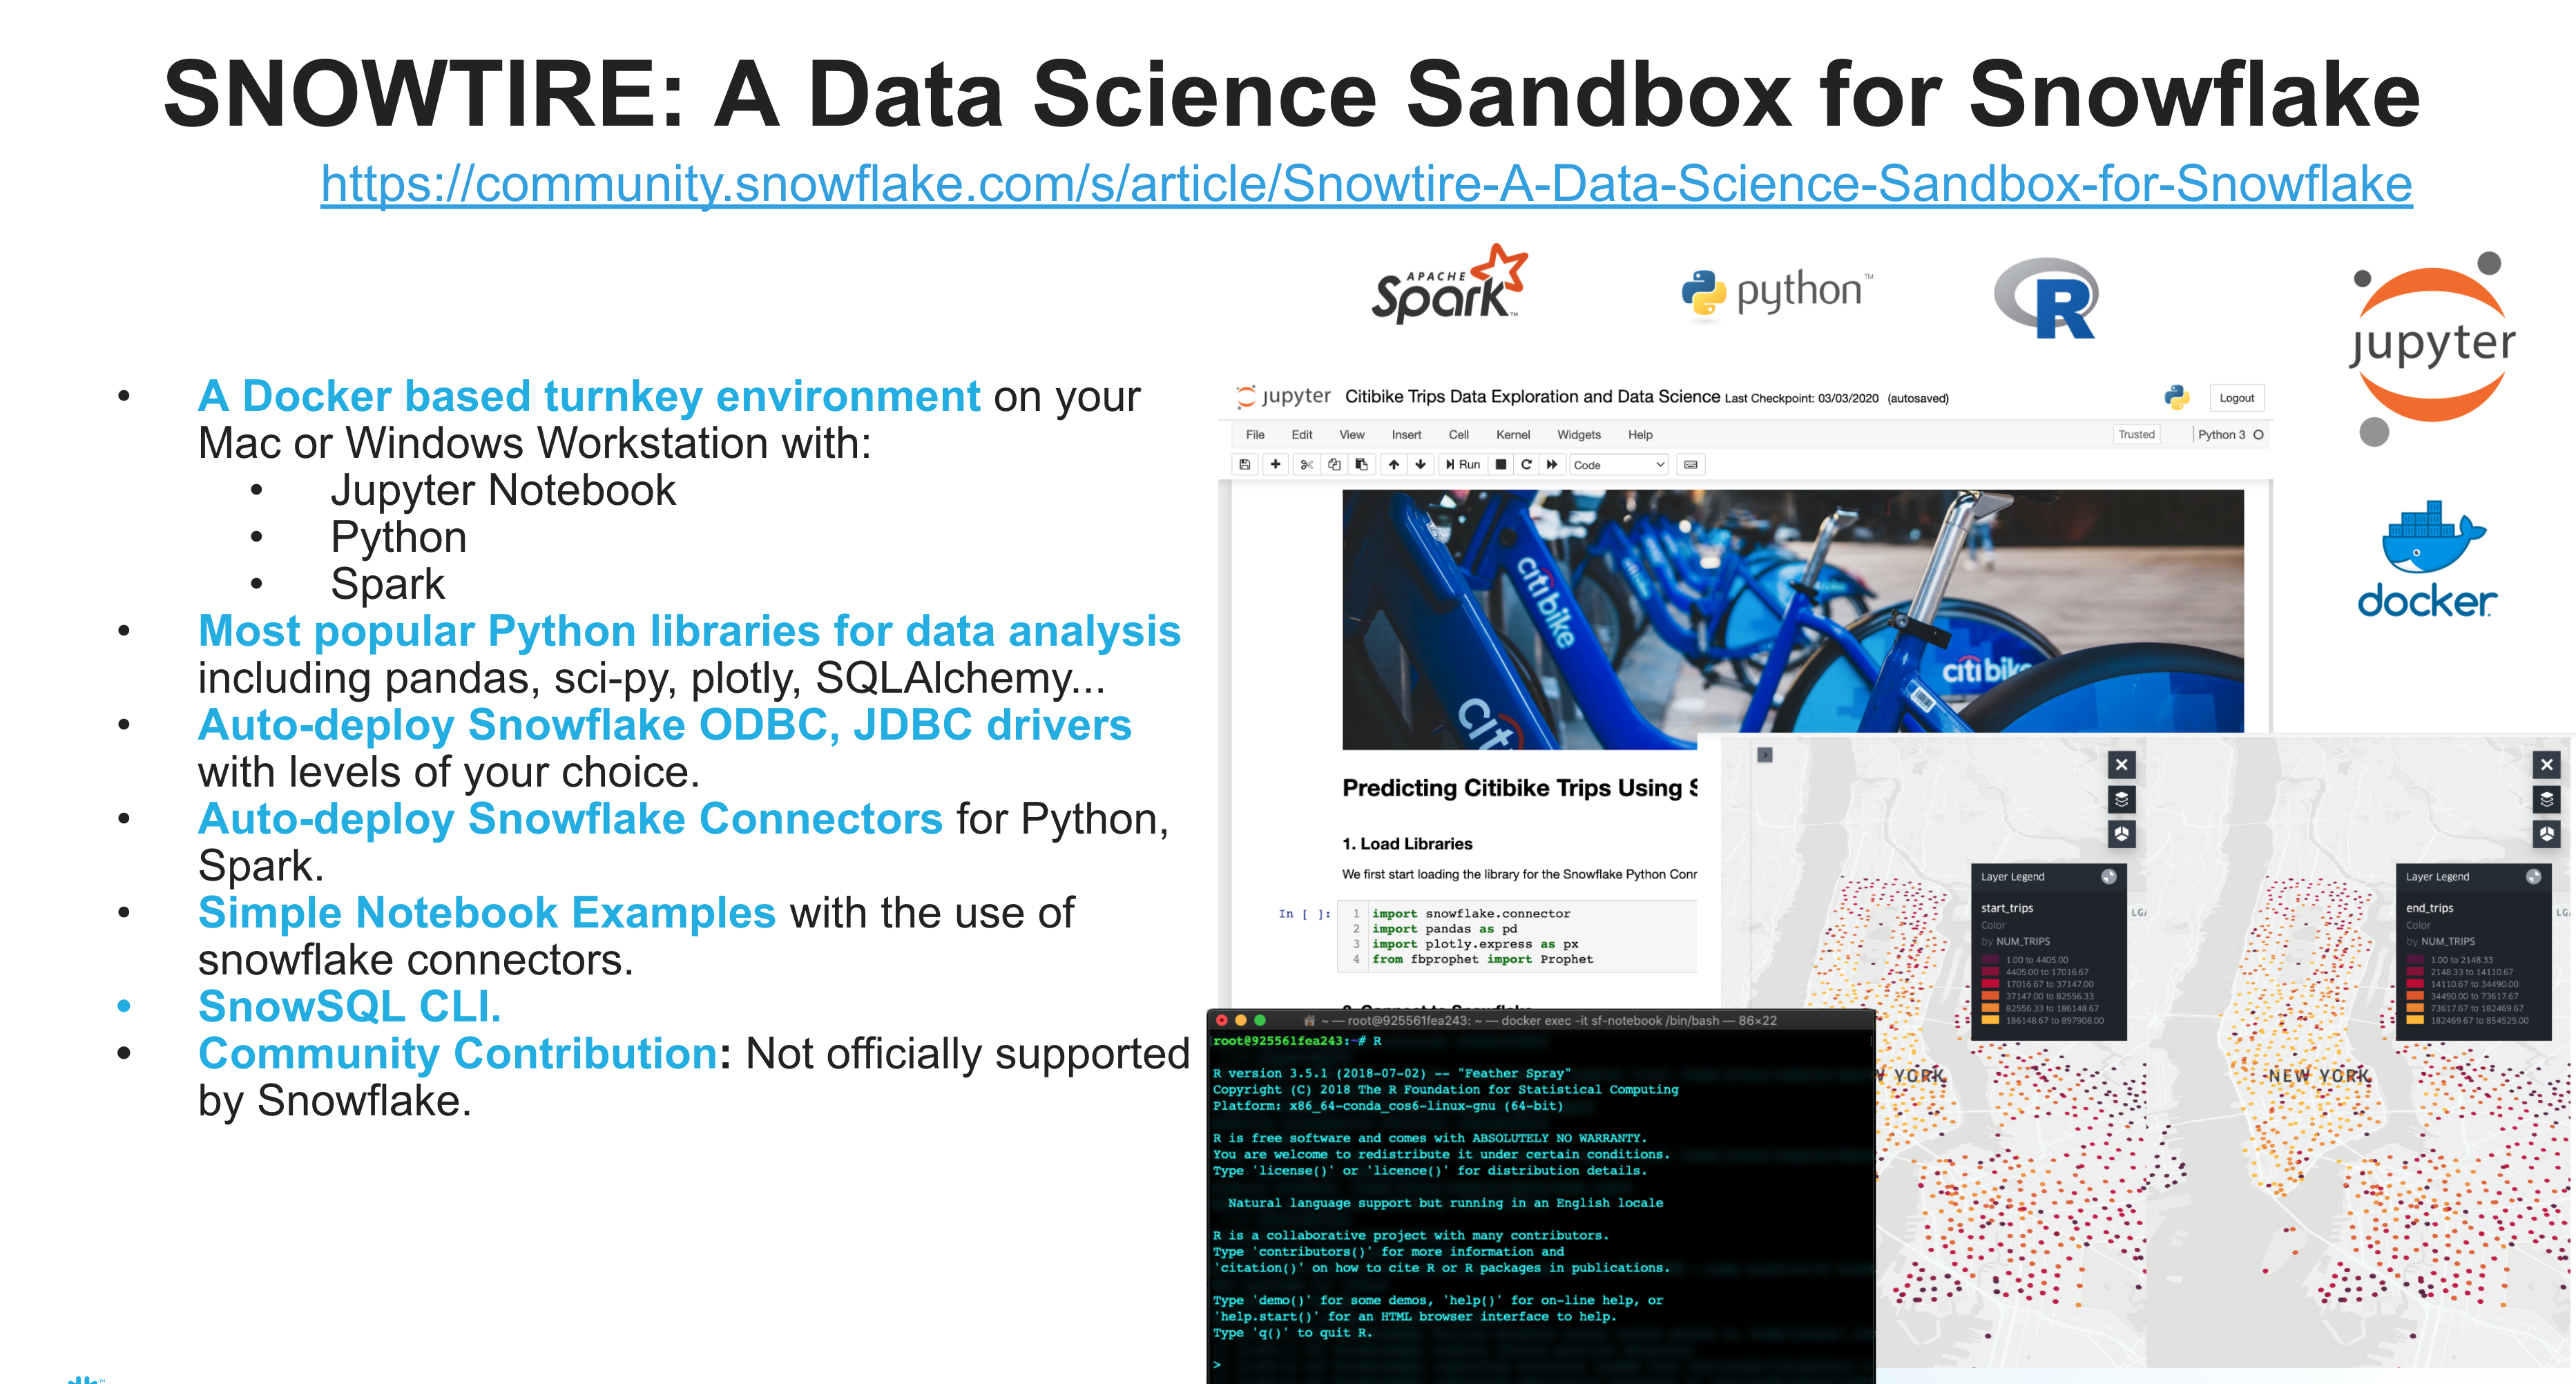 SNOWTIRE: A Data Science Sandbox for Snowflake
https://community.snowflake.com/s/article/Snowtire-A-Data-Science-Sandbox-for-Snowflake
• A Docker based turnkey environment on your
Mac or Windows Workstation with:
• Jupyter Notebook
• Python
• Spark
• Most popular Python libraries for data analysis
including pandas, sci-py, plotly, SQLAlchemy...
• Auto-deploy Snowflake ODBC, JDBC drivers
with levels of your choice.
• Auto-deploy Snowflake Connectors for Python,
Spark.
• Simple Notebook Examples with the use of
snowflake connectors.
• SnowSQL CLI.
• Community Contribution: Not officially supported
by Snowflake.
APACHE
Spark™
python™
R
jupyter
docker
jupyter Citibike Trips Data Exploration and Data Science Last Checkpoint: 03/03/2020 (autosaved)
Logout
File Edit View Insert Cell Kernel Widgets Help
Trusted Python 3
Run Code
citibike
citibike
citi
Predicting Citibike Trips Using S
1. Load Libraries
We first start loading the library for the Snowflake Python Conr
In [ ]:
1 import snowflake.connector
2 import pandas as pd
3 import plotly.express as px
4 from fbprophet import Prophet
Layer Legend
start_trips
Color
by NUM_TRIPS
1.00 to 4405.00
4405.00 to 17016.67
17016.67 to 37147.00
37147.00 to 82556.33
82556.33 to 186148.67
186148.67 to 897908.00
LGA
W YORK
Layer Legend
end_trips
Color
by NUM_TRIPS
1.00 to 2148.33
2148.33 to 14110.67
14110.67 to 34490.00
34490.00 to 73617.67
73617.67 to 182469.67
182469.67 to 854525.00
LGA
NEW YORK
~ — root@925561fea243: ~ — docker exec -it sf-notebook /bin/bash — 86×22
root@925561fea243:~# R
R version 3.5.1 (2018-07-02) -- "Feather Spray"
Copyright (C) 2018 The R Foundation for Statistical Computing
Platform: x86_64-conda_cos6-linux-gnu (64-bit)
R is free software and comes with ABSOLUTELY NO WARRANTY.
You are welcome to redistribute it under certain conditions.
Type 'license()' or 'licence()' for distribution details.
Natural language support but running in an English locale
R is a collaborative project with many contributors.
Type 'contributors()' for more information and
'citation()' on how to cite R or R packages in publications.
Type 'demo()' for some demos, 'help()' for on-line help, or
'help.start()' for an HTML browser interface to help.
Type 'q()' to quit R.
>